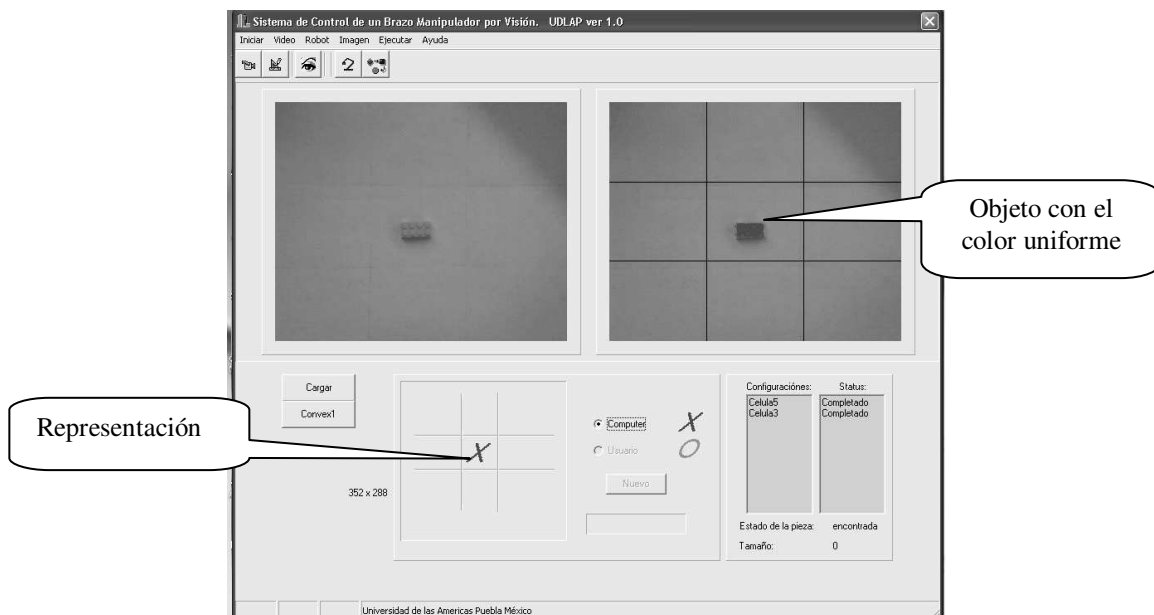 Sistema de Control de un Brazo Manipulador por Visión. UDLAP ver 1.0
Iniciar Video Robot Imagen Ejecutar Ayuda
Objeto con el
color uniforme
Cargar
Convex1
Representación
352 x 288
Computer
Usuario
Nuevo
Configuraciónes: Status:
Celula5 Completado
Celula3 Completado
Estado de la pieza: encontrada
Tamaño: 0
Universidad de las Americas Puebla México